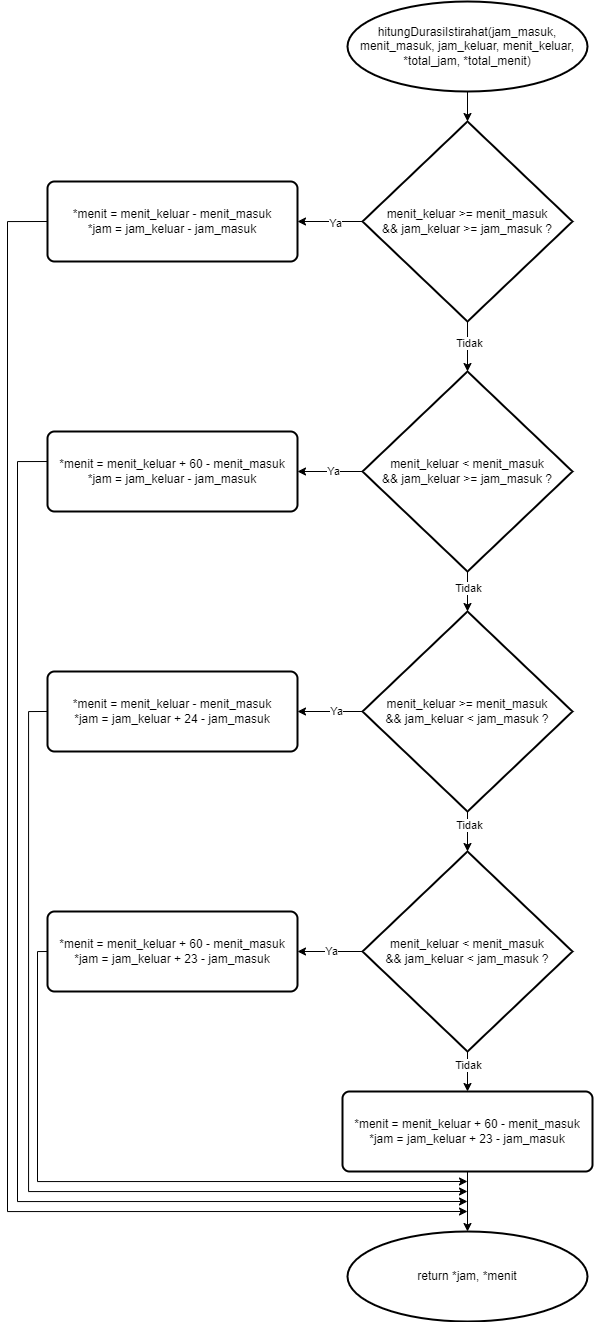 hitungDurasiIstirahat(jam_masuk,
menit_masuk, jam_keluar, menit_keluar,
*total_jam, *total_menit)
menit_keluar >= menit_masuk
&& jam_keluar >= jam_masuk ?
Ya
*menit = menit_keluar - menit_masuk
*jam = jam_keluar - jam_masuk
Tidak
menit_keluar < menit_masuk
&& jam_keluar >= jam_masuk ?
Ya
*menit = menit_keluar + 60 - menit_masuk
*jam = jam_keluar - jam_masuk
Tidak
menit_keluar >= menit_masuk
&& jam_keluar < jam_masuk ?
Ya
*menit = menit_keluar - menit_masuk
*jam = jam_keluar + 24 - jam_masuk
Tidak
menit_keluar < menit_masuk
&& jam_keluar < jam_masuk ?
Ya
*menit = menit_keluar + 60 - menit_masuk
*jam = jam_keluar + 23 - jam_masuk
Tidak
*menit = menit_keluar + 60 - menit_masuk
*jam = jam_keluar + 23 - jam_masuk
return *jam, *menit